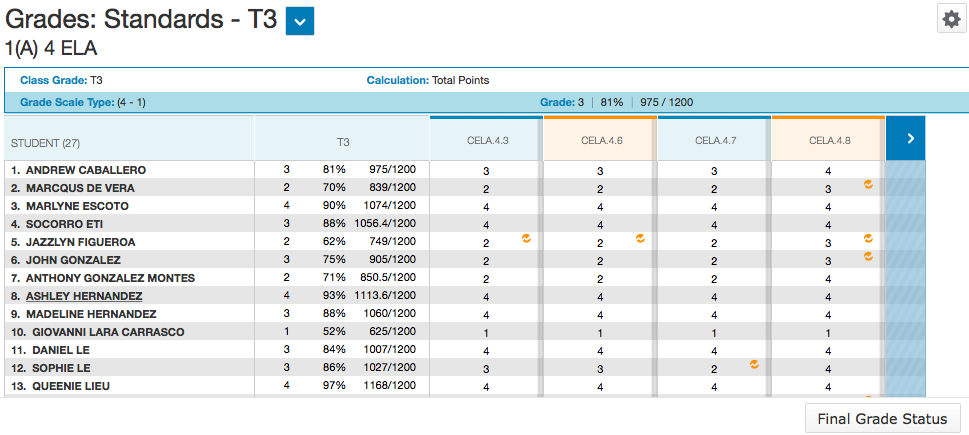 Grades: Standards - T3
1(A) 4 ELA
Class Grade: T3 Calculation: Total Points
Grade Scale Type: (4 - 1) Grade: 3 | 81% | 975 / 1200
STUDENT (27) T3 CELA.4.3 CELA.4.6 CELA.4.7 CELA.4.8
1. ANDREW CABALLERO 3 81% 975/1200 3 3 3 4
2. MARCQUS DE VERA 2 70% 839/1200 2 2 2 3
3. MARLYNE ESCOTO 4 90% 1074/1200 4 4 4 4
4. SOCORRO ETI 3 88% 1056.4/1200 4 4 4 4
5. JAZZLYN FIGUEROA 2 62% 749/1200 2 2 2 3
6. JOHN GONZALEZ 3 75% 905/1200 2 2 2 3
7. ANTHONY GONZALEZ MONTES 2 71% 850.5/1200 2 2 2 4
8. ASHLEY HERNANDEZ 4 93% 1113.6/1200 4 4 4 4
9. MADELINE HERNANDEZ 3 88% 1060/1200 4 4 4 4
10. GIOVANNI LARA CARRASCO 1 52% 625/1200 1 1 1 1
11. DANIEL LE 3 84% 1007/1200 4 4 4 4
12. SOPHIE LE 3 86% 1027/1200 3 3 2 4
13. QUEENIE LIEU 4 97% 1168/1200 4 4 4 4
Final Grade Status